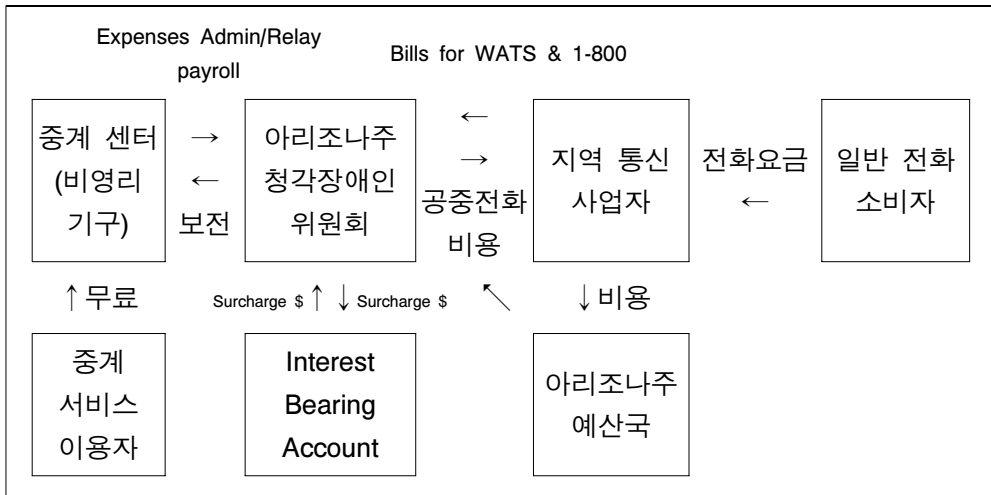 Expenses Admin/Relay
payroll
Bills for WATS & 1-800
중계 센터
(비영리
기구)
→
←
보전
아리조나주
청각장애인
위원회
←
→
공중전화
비용
지역 통신
사업자
전화요금
←
일반 전화
소비자
↑무료
Surcharge $ ↑ ↓ Surcharge $
↖
↓비용
중계
서비스
이용자
Interest
Bearing
Account
아리조나주
예산국